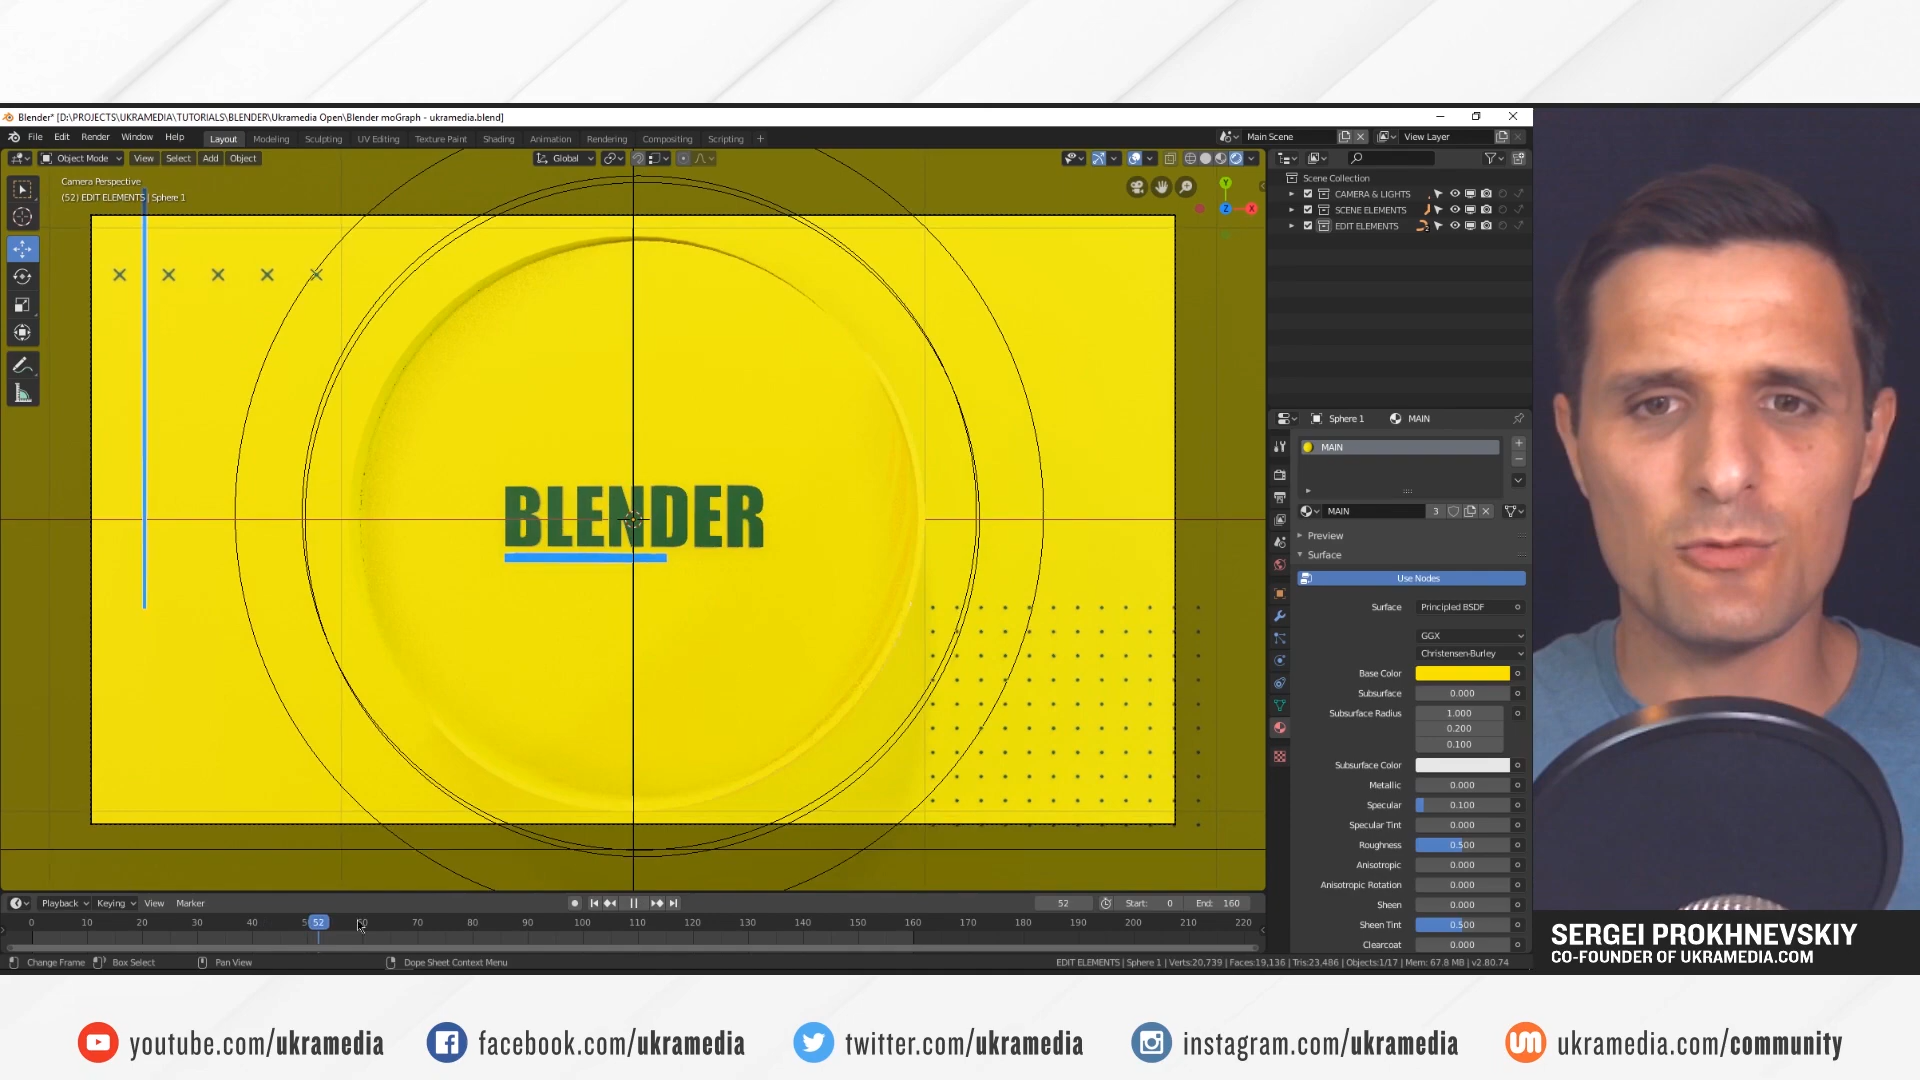 Blender* [D:\PROJECTS\UKRAMEDIA\TUTORIALS\BLENDER\Ukramedia Open\Blender moGraph - ukramedia.blend]
File Edit Render Window Help
Layout Modeling Sculpting UV Editing Texture Paint Shading Animation Rendering Compositing Scripting +
Main Scene
View Layer
Object Mode View Select Add Object
Global
Camera Perspective
(52) EDIT ELEMENTS | Sphere 1
Y
Z
X
BLENDER
Scene Collection
CAMERA & LIGHTS
SCENE ELEMENTS
EDIT ELEMENTS
Sphere 1 MAIN
MAIN
MAIN 3
Preview
Surface
Use Nodes
Surface Principled BSDF
GGX
Christensen-Burley
Base Color
Subsurface 0.000
Subsurface Radius 1.000
0.200
0.100
Subsurface Color
Metallic 0.000
Specular 0.100
Specular Tint 0.000
Roughness 0.500
Anisotropic 0.000
Anisotropic Rotation 0.000
Sheen 0.000
Sheen Tint 0.500
Clearcoat 0.000
Playback Keying View Marker
52 Start: 0 End: 160
0 10 20 30 40 52 60 70 80 90 100 110 120 130 140 150 160 170 180 190 200 210 220
Change Frame Box Select Pan View Dope Sheet Context Menu
EDIT ELEMENTS | Sphere 1 | Verts:20,739 | Faces:19,136 | Tris:23,486 | Objects:1/17 | Mem: 67.8 MB | v2.80.74
SERGEI PROKHNEVSKIY
CO-FOUNDER OF UKRAMEDIA.COM
youtube.com/ukramedia facebook.com/ukramedia twitter.com/ukramedia instagram.com/ukramedia um ukramedia.com/community